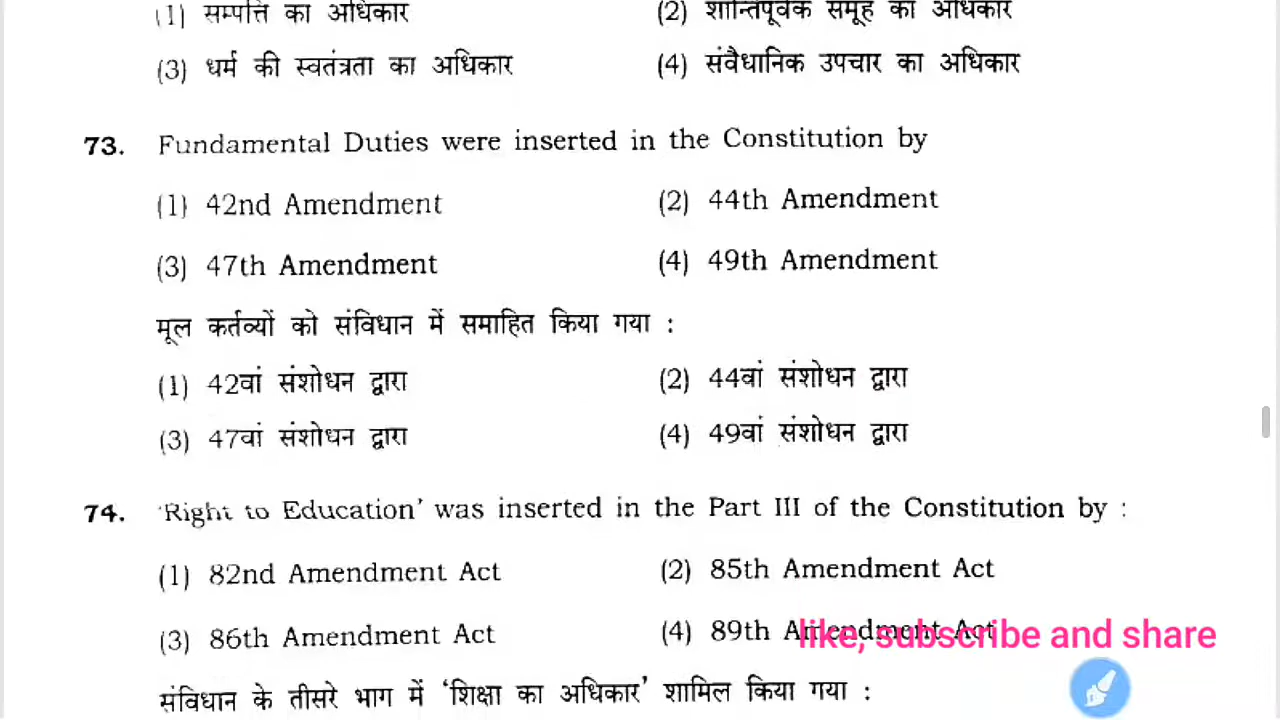 (1) सम्पत्ति का अधिकार (2) शान्तिपूर्वक समूह का अधिकार
(3) धर्म की स्वतंत्रता का अधिकार (4) संवैधानिक उपचार का अधिकार
73. Fundamental Duties were inserted in the Constitution by
(1) 42nd Amendment (2) 44th Amendment
(3) 47th Amendment (4) 49th Amendment
मूल कर्तव्यों को संविधान में समाहित किया गया :
(1) 42वां संशोधन द्वारा (2) 44वां संशोधन द्वारा
(3) 47वां संशोधन द्वारा (4) 49वां संशोधन द्वारा
74. 'Right to Education' was inserted in the Part III of the Constitution by :
(1) 82nd Amendment Act (2) 85th Amendment Act
(3) 86th Amendment Act (4) 89th Amendment Act
like, subscribe and share
संविधान के तीसरे भाग में 'शिक्षा का अधिकार' शामिल किया गया :